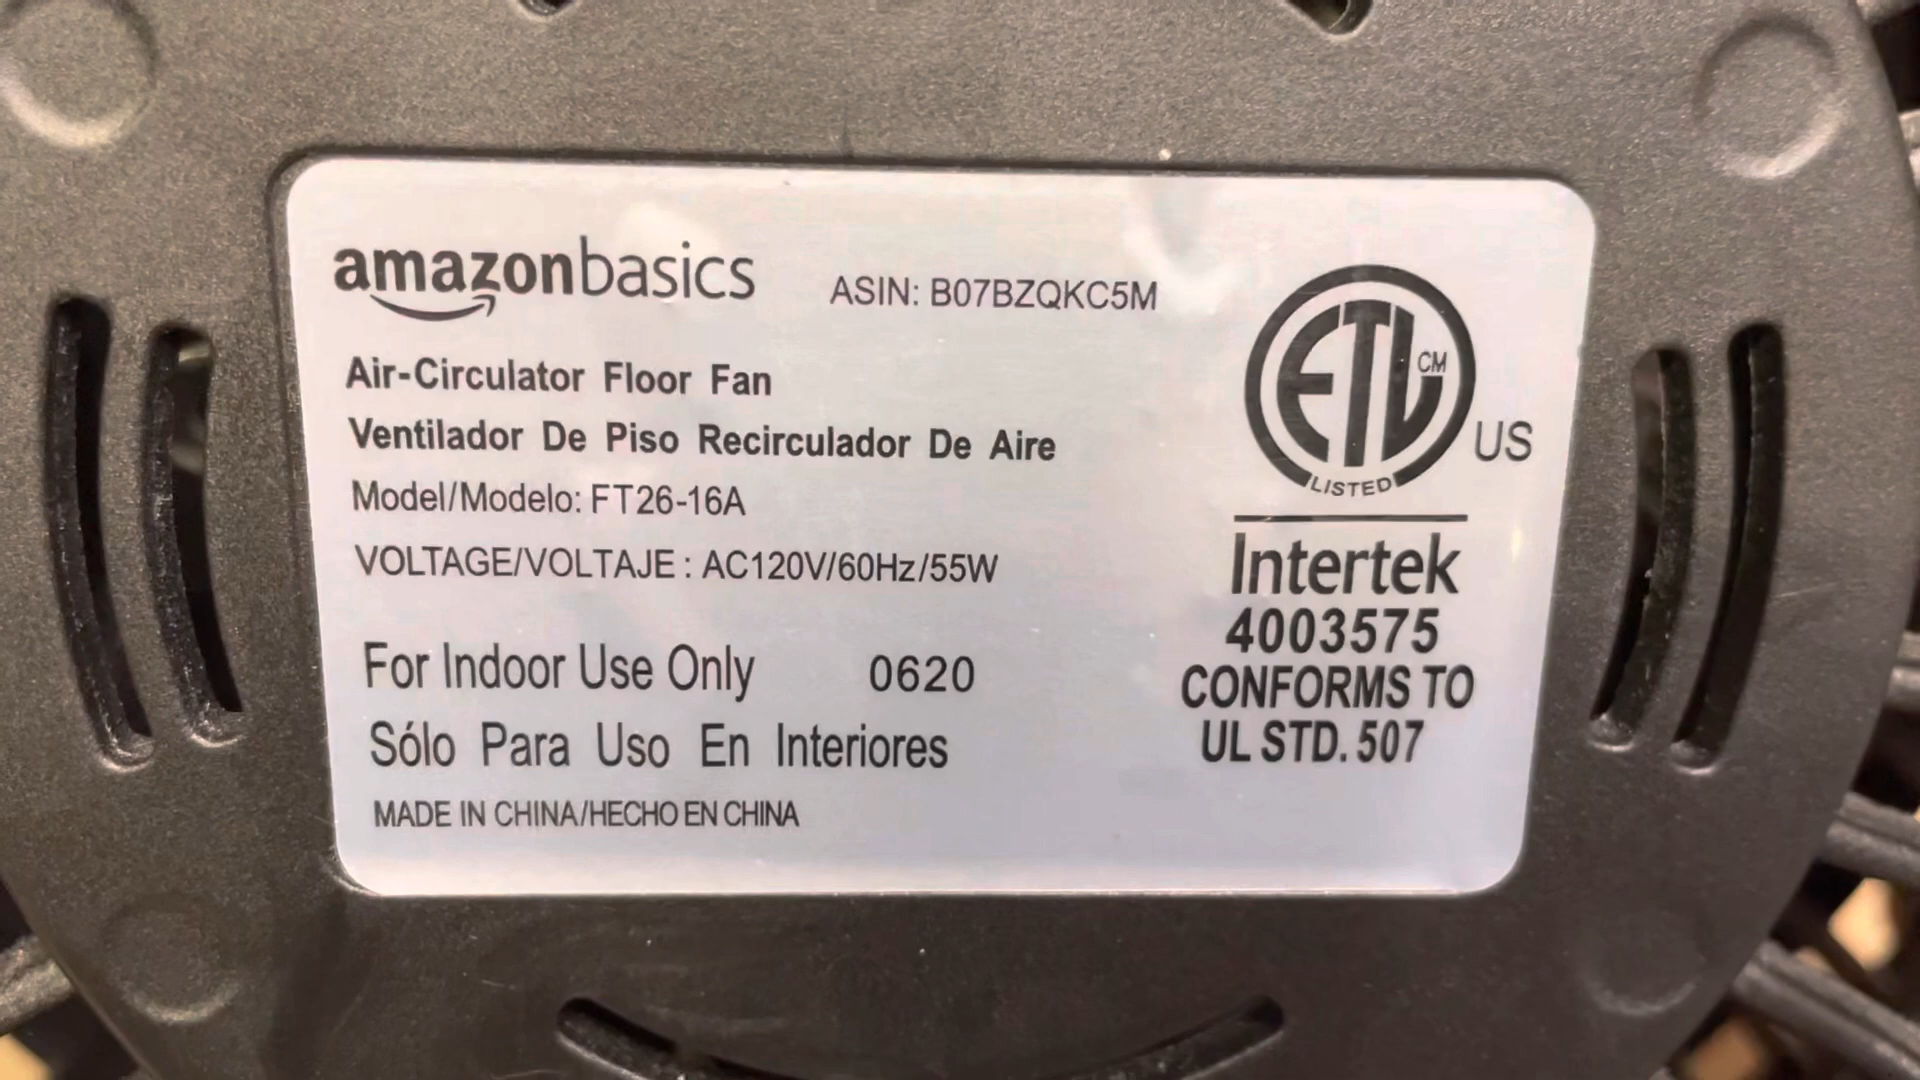 amazonbasics ASIN: B07BZQKC5M
Air-Circulator Floor Fan
Ventilador De Piso Recirculador De Aire
Model/Modelo: FT26-16A
VOLTAGE/VOLTAJE : AC120V/60Hz/55W
For Indoor Use Only 0620
Sólo Para Uso En Interiores
MADE IN CHINA/HECHO EN CHINA
ETL CM
US
LISTED
Intertek
4003575
CONFORMS TO
UL STD. 507